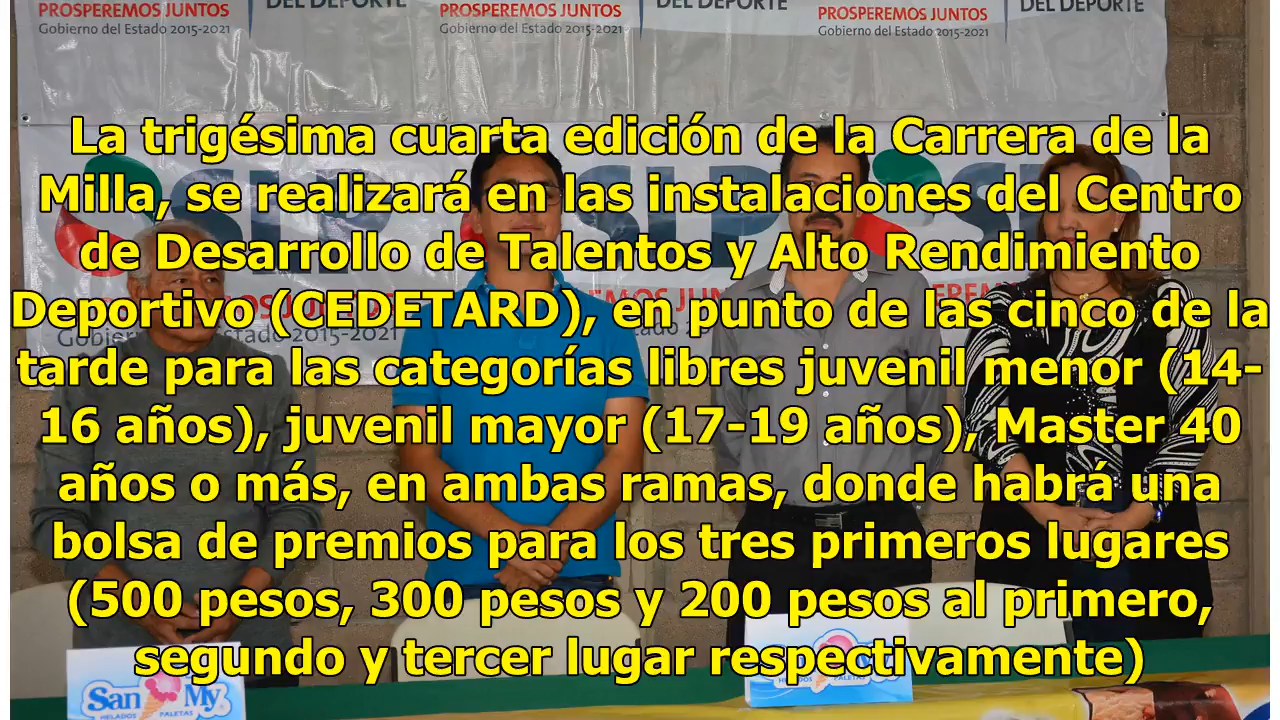 DEL DEPORTE
DEL DEPORTE
DEL DEPORTE
PROSPEREMOS JUNTOS
PROSPEREMOS JUNTOS
PROSPEREMOS JUNTOS
Gobierno del Estado 2015-2021
Gobierno del Estado 2015-2021
Gobierno del Estado 2015-2021
La trigésima cuarta edición de la Carrera de la
Milla, se realizará en las instalaciones del Centro
de Desarrollo de Talentos y Alto Rendimiento
Deportivo (CEDETARD), en punto de las cinco de la
tarde para las categorías libres juvenil menor (14-
16 años), juvenil mayor (17-19 años), Master 40
años o más, en ambas ramas, donde habrá una
bolsa de premios para los tres primeros lugares
(500 pesos, 300 pesos y 200 pesos al primero,
segundo y tercer lugar respectivamente)
SLP
SLP
San My
HELADOS PALETAS